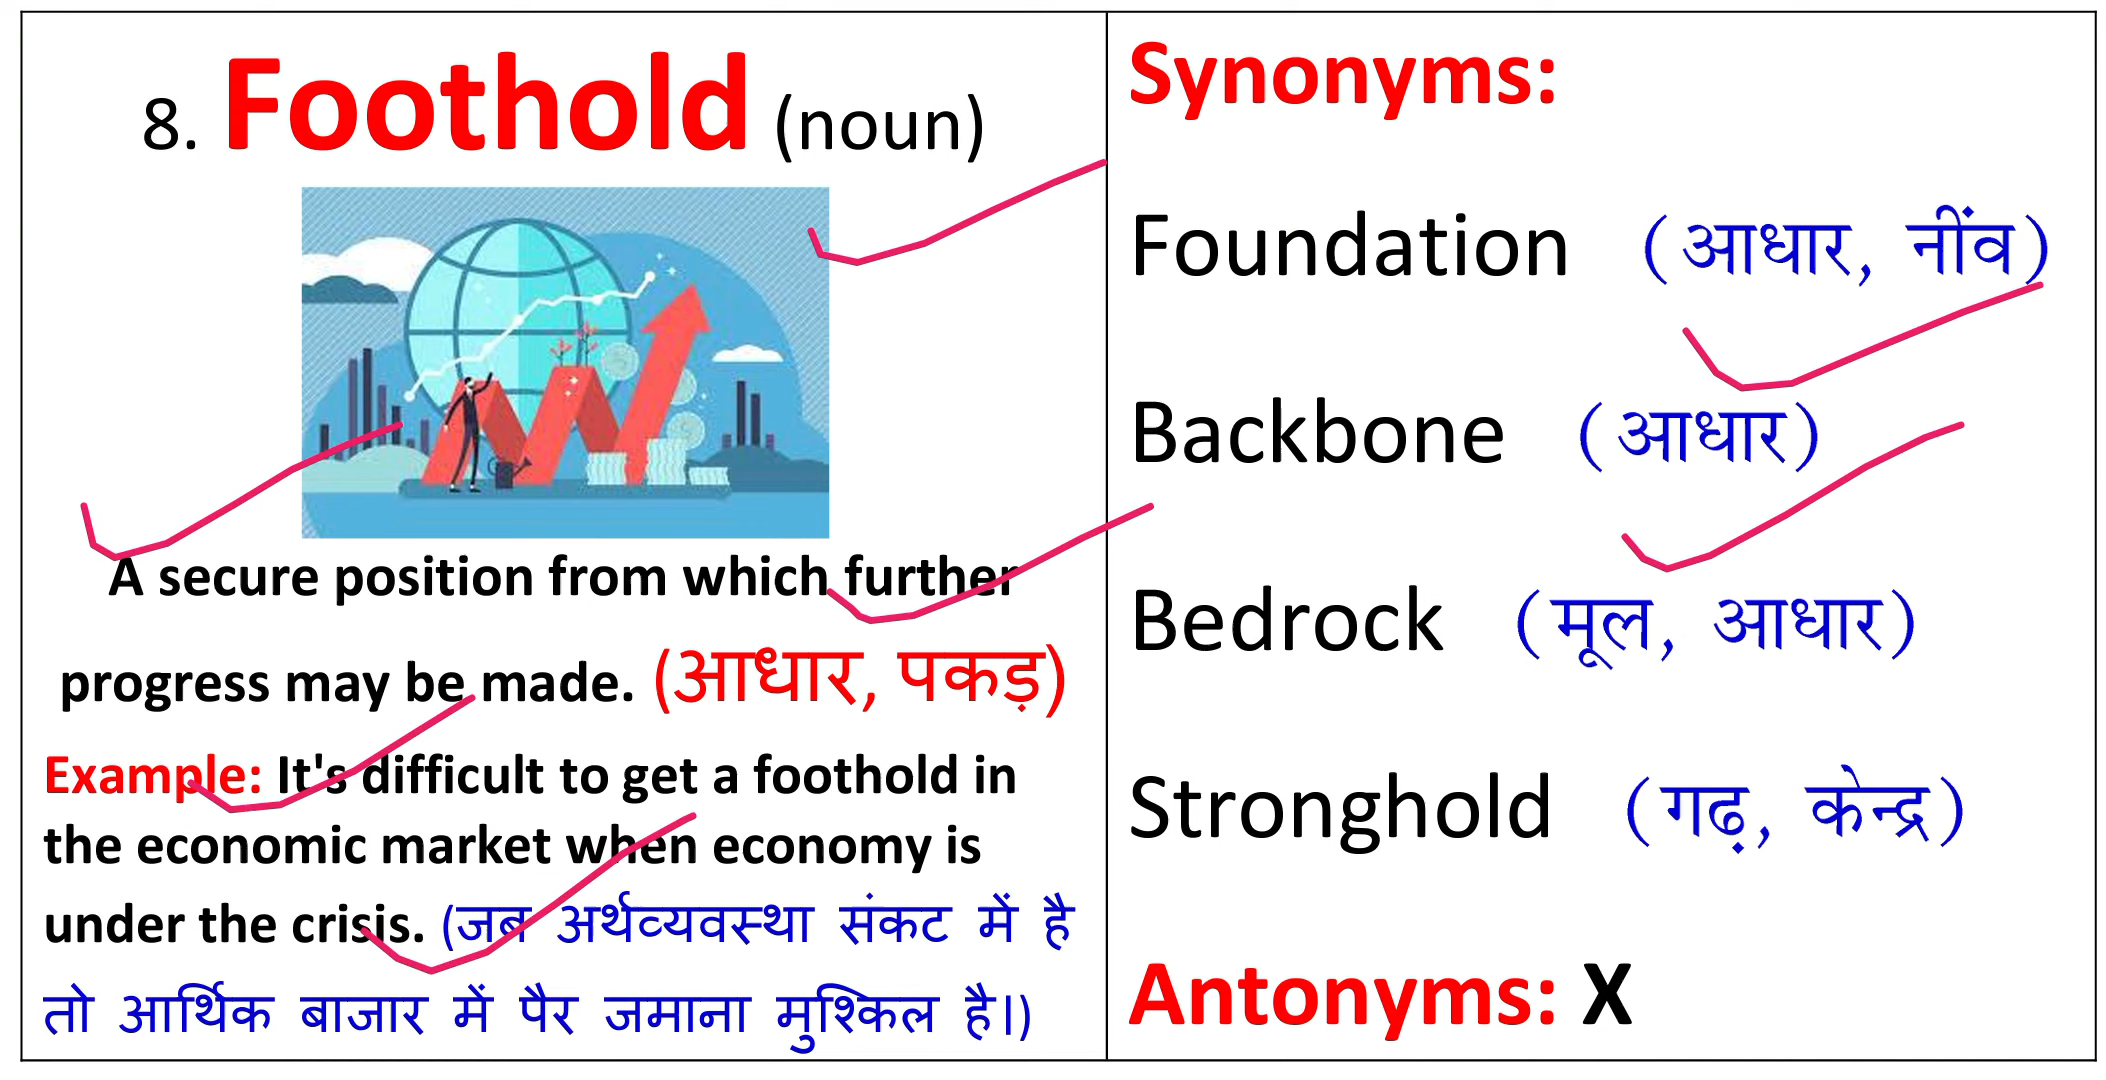 8. Foothold (noun)
A secure position from which further
progress may be made. (आधार, पकड़)
Example: It's difficult to get a foothold in
the economic market when economy is
under the crisis. (जब अर्थव्यवस्था संकट में है
तो आर्थिक बाजार में पैर जमाना मुश्किल है।)
Synonyms:
Foundation (आधार, नींव)
Backbone (आधार)
Bedrock (मूल, आधार)
Stronghold (गढ़, केन्द्र)
Antonyms: X